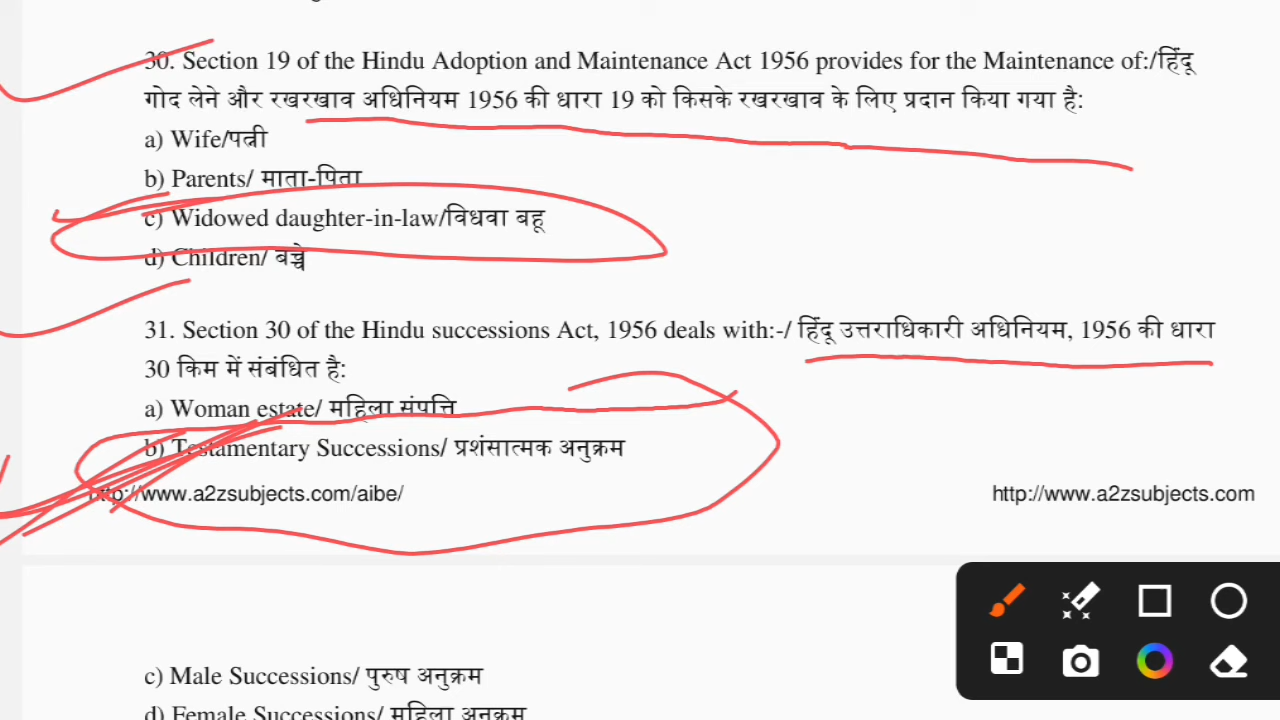 30. Section 19 of the Hindu Adoption and Maintenance Act 1956 provides for the Maintenance of:/हिंदू
गोद लेने और रखरखाव अधिनियम 1956 की धारा 19 को किसके रखरखाव के लिए प्रदान किया गया है:
a) Wife/पत्नी
b) Parents/ माता-पिता
c) Widowed daughter-in-law/विधवा बहू
d) Children/ बच्चे
31. Section 30 of the Hindu successions Act, 1956 deals with:-/ हिंदू उत्तराधिकारी अधिनियम, 1956 की धारा
30 किम में संबंधित है:
a) Woman estate/ महिला संपत्ति
b) Testamentary Successions/ प्रशंसात्मक अनुक्रम
http://www.a2zsubjects.com/aibe/
http://www.a2zsubjects.com
c) Male Successions/ पुरुष अनुक्रम
d) Female Successions/ महिला अनुक्रम